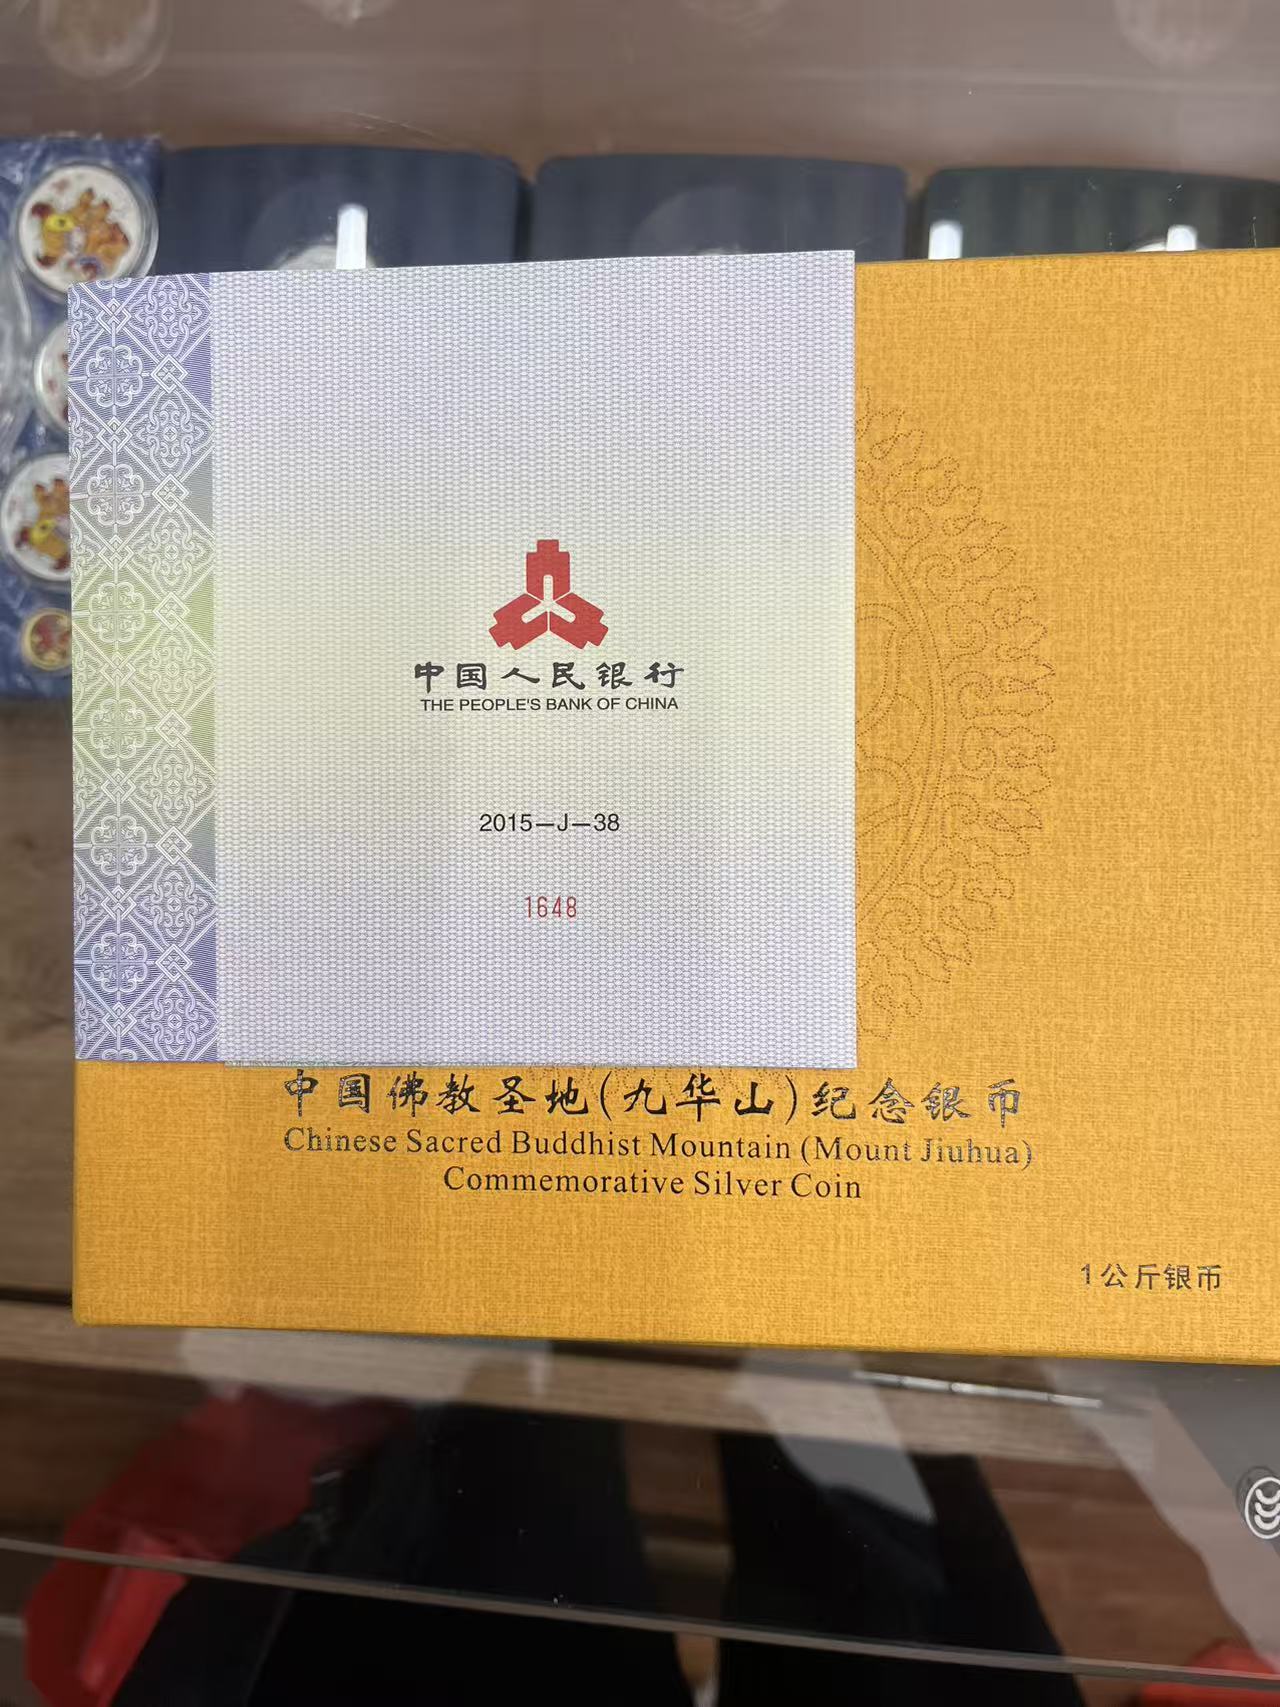 中国人民银行
THE PEOPLE'S BANK OF CHINA
2015—J—38
1648
中国佛教圣地(九华山)纪念银币
Chinese Sacred Buddhist Mountain (Mount Jiuhua)
Commemorative Silver Coin
1公斤银币